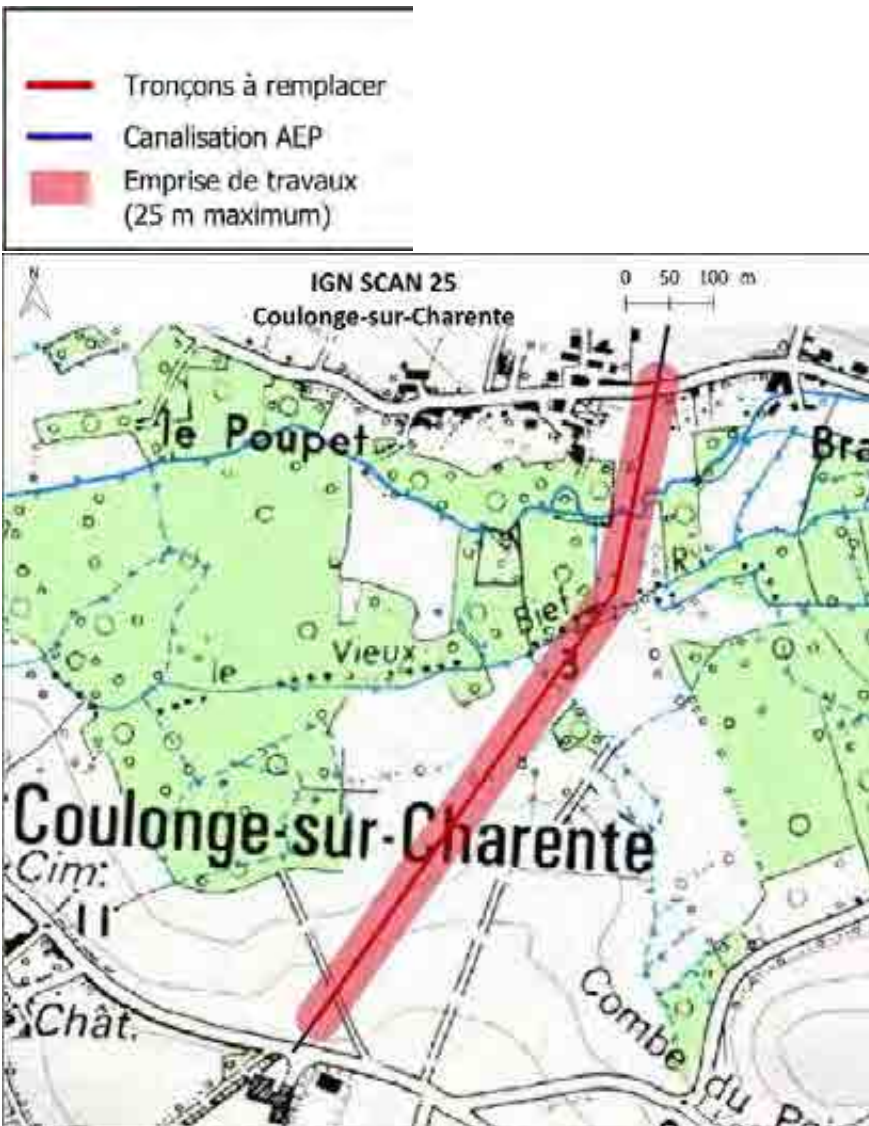 Tronçons à remplacer
Canalisation AEP
Emprise de travaux
(25 m maximum)
N
IGN SCAN 25
Coulonge-sur-Charente
0 50 100 m
le Poupet
Bra
R
Bief
Vieux
le
3
Coulonge-sur-Charente
Cim.
Chât.
Combe
du